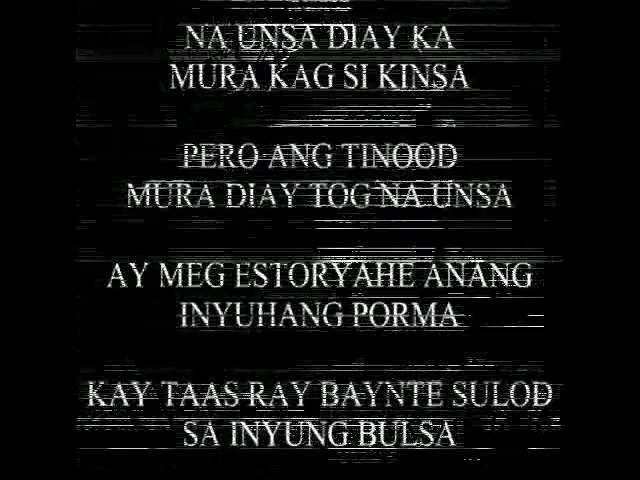 NA UNSA DIAY KA
MURA KAG SI KINSA
PERO ANG TINOOD
MURA DIAY TOG NA UNSA
AY MEG ESTORYAHE ANANG
INYUHANG PORMA
KAY TAAS RAY BAYNTE SULOD
SA INYUNG BULSA